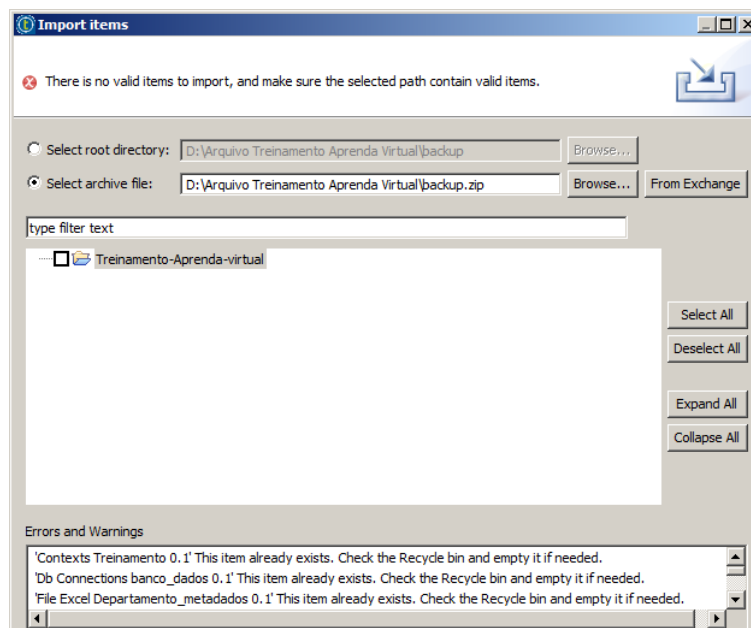 Import items
There is no valid items to import, and make sure the selected path contain valid items.
Select root directory: D:\Arquivo Treinamento Aprenda Virtual\backup Browse...
Select archive file: D:\Arquivo Treinamento Aprenda Virtual\backup.zip Browse... From Exchange
type filter text
Treinamento-Aprenda-virtual
Select All
Deselect All
Expand All
Collapse All
Errors and Warnings
'Contexts Treinamento 0.1' This item already exists. Check the Recycle bin and empty it if needed.
'Db Connections banco_dados 0.1' This item already exists. Check the Recycle bin and empty it if needed.
'File Excel Departamento_metadados 0.1' This item already exists. Check the Recycle bin and empty it if needed.